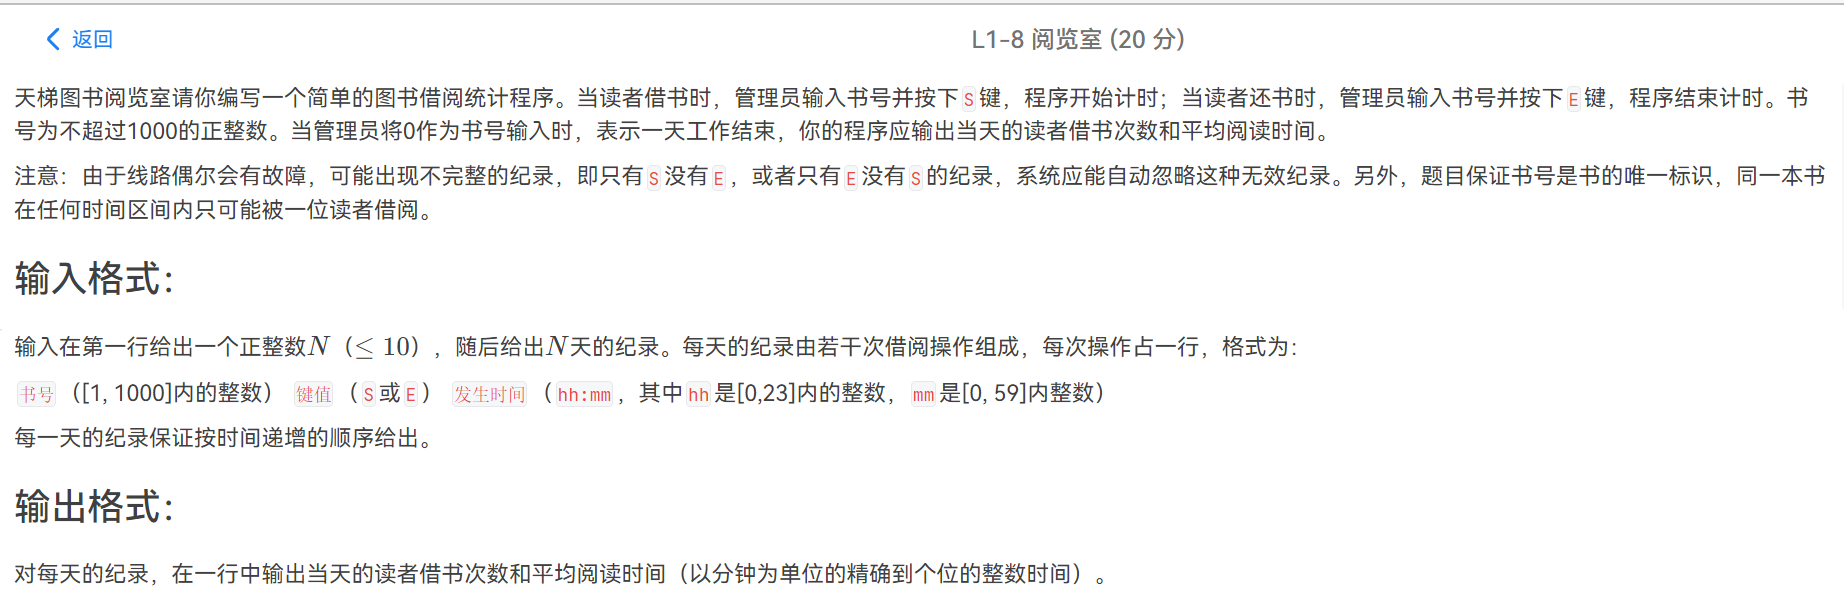 返回
L1-8 阅览室 (20 分)
天梯图书阅览室请你编写一个简单的图书借阅统计程序。当读者借书时，管理员输入书号并按下S键，程序开始计时；当读者还书时，管理员输入书号并按下E键，程序结束计时。书
号为不超过1000的正整数。当管理员将0作为书号输入时，表示一天工作结束，你的程序应输出当天的读者借书次数和平均阅读时间。
注意：由于线路偶尔会有故障，可能出现不完整的纪录，即只有S没有E，或者只有E没有S的纪录，系统应能自动忽略这种无效纪录。另外，题目保证书号是书的唯一标识，同一本书
在任何时间区间内只可能被一位读者借阅。
输入格式：
输入在第一行给出一个正整数N（≤ 10），随后给出N天的纪录。每天的纪录由若干次借阅操作组成，每次操作占一行，格式为：
书号（[1, 1000]内的整数） 键值（S或E） 发生时间（hh:mm，其中hh是[0,23]内的整数，mm是[0, 59]内整数）
每一天的纪录保证按时间递增的顺序给出。
输出格式：
对每天的纪录，在一行中输出当天的读者借书次数和平均阅读时间（以分钟为单位的精确到个位的整数时间）。